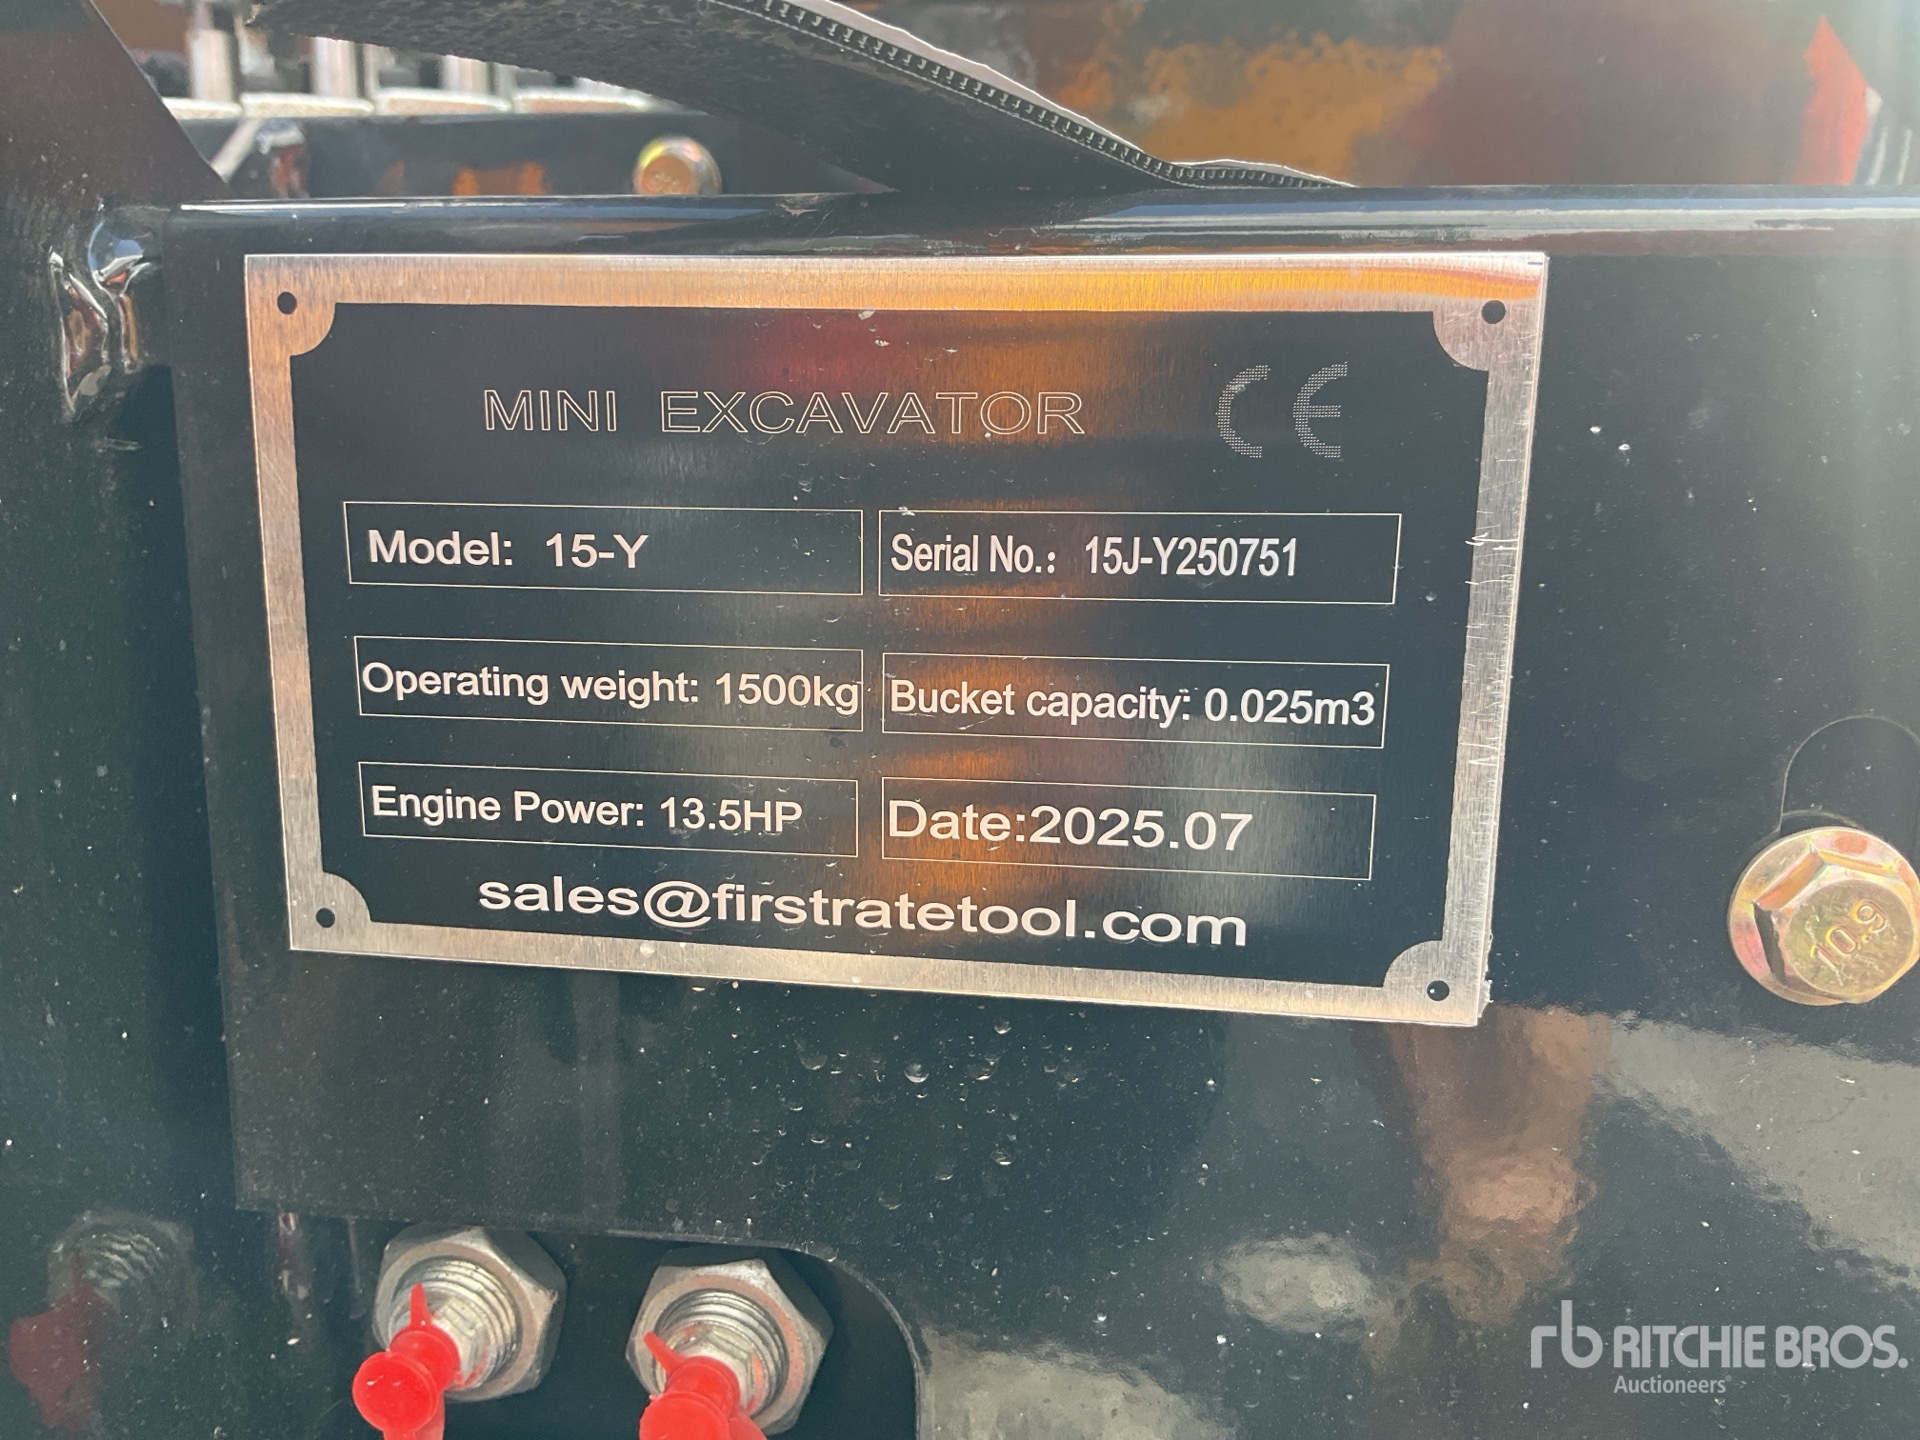 MINI EXCAVATOR CE
Model: 15-Y
Serial No.: 15J-Y250751
Operating weight: 1500kg
Bucket capacity: 0.025m3
Engine Power: 13.5HP
Date:2025.07
sales@firstratetool.com
10.9
rb RITCHIE BROS.
Auctioneers